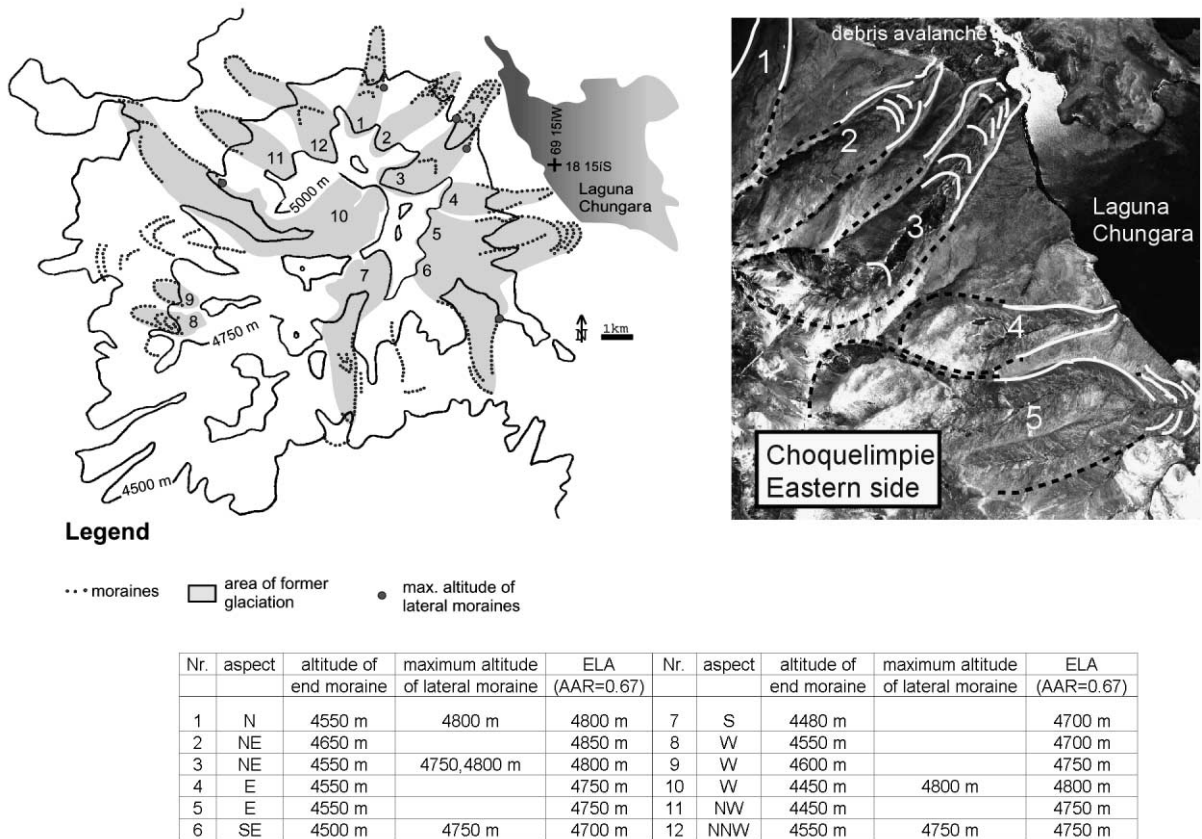 1
2
3
4
5
6
7
8
9
10
11
12
5000 m
4750 m
4500 m
69 15iW
18 15iS
Laguna
Chungara
N
1km
debris avalanche
1
2
3
4
5
Laguna
Chungara
Choquelimpie
Eastern side
Legend
moraines
area of former
glaciation
max. altitude of
lateral moraines
Nr. aspect altitude of maximum altitude ELA Nr. aspect altitude of maximum altitude ELA
end moraine of lateral moraine (AAR=0.67) end moraine of lateral moraine (AAR=0.67)
1 N 4550 m 4800 m 4800 m 7 S 4480 m 4700 m
2 NE 4650 m 4850 m 8 W 4550 m 4700 m
3 NE 4550 m 4750,4800 m 4800 m 9 W 4600 m 4750 m
4 E 4550 m 4750 m 10 W 4450 m 4800 m 4800 m
5 E 4550 m 4750 m 11 NW 4450 m 4750 m
6 SE 4500 m 4750 m 4700 m 12 NNW 4550 m 4750 m 4750 m